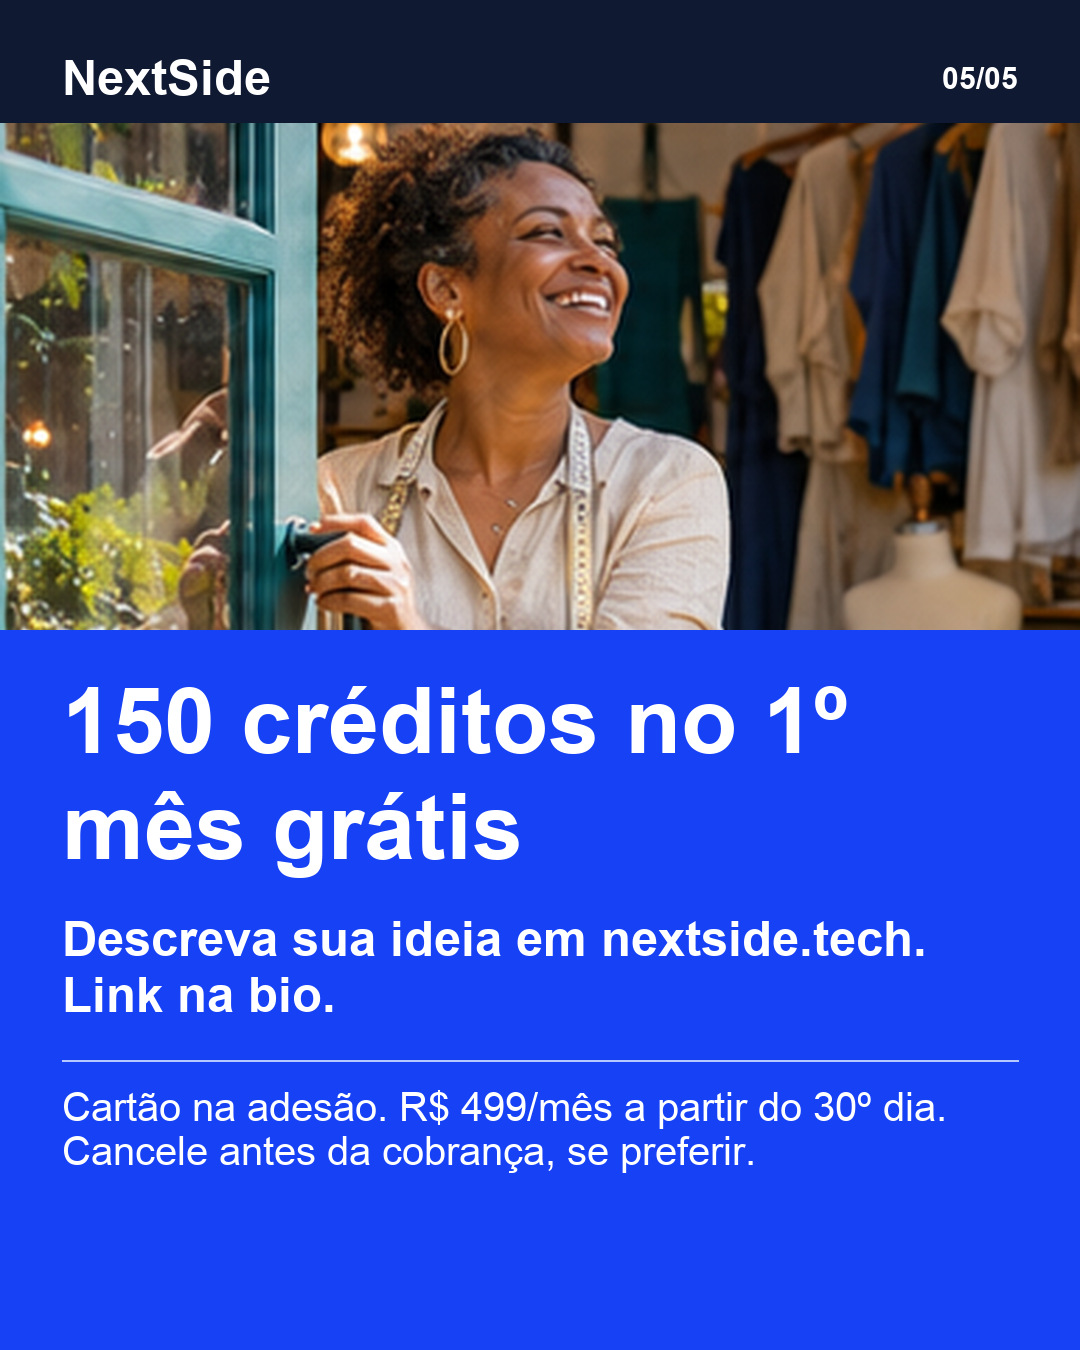 NextSide
05/05
150 créditos no 1º
mês grátis
Descreva sua ideia em nextside.tech.
Link na bio.
Cartão na adesão. R$ 499/mês a partir do 30º dia.
Cancele antes da cobrança, se preferir.